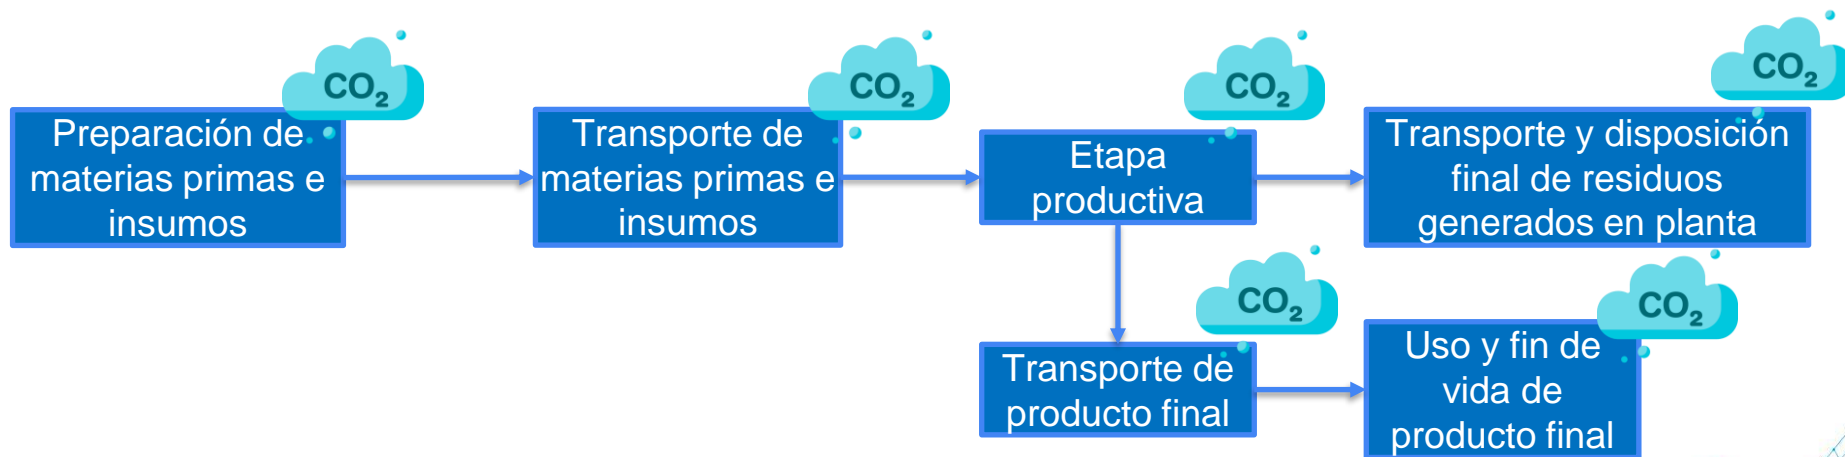 CO₂
Preparación de
materias primas e
insumos
CO₂
Transporte de
materias primas e
insumos
CO₂
Etapa
productiva
CO₂
Transporte y disposición
final de residuos
generados en planta
CO₂
Transporte de
producto final
CO₂
Uso y fin de
vida de
producto final